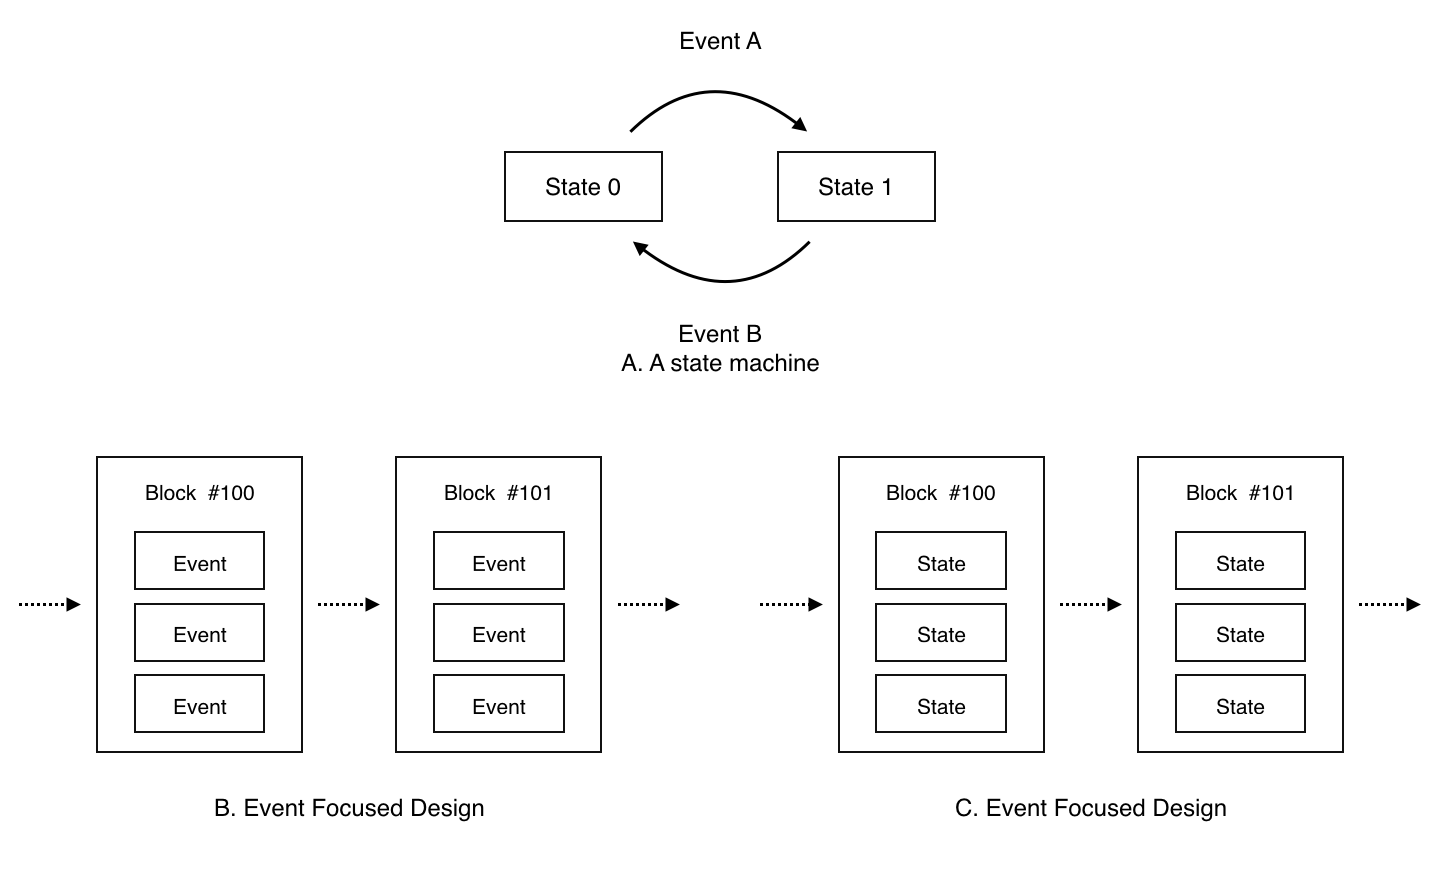 Event A
State 0
State 1
Event B
A. A state machine
Block #100
Event
Event
Event
Block #101
Event
Event
Event
B. Event Focused Design
Block #100
State
State
State
Block #101
State
State
State
C. Event Focused Design